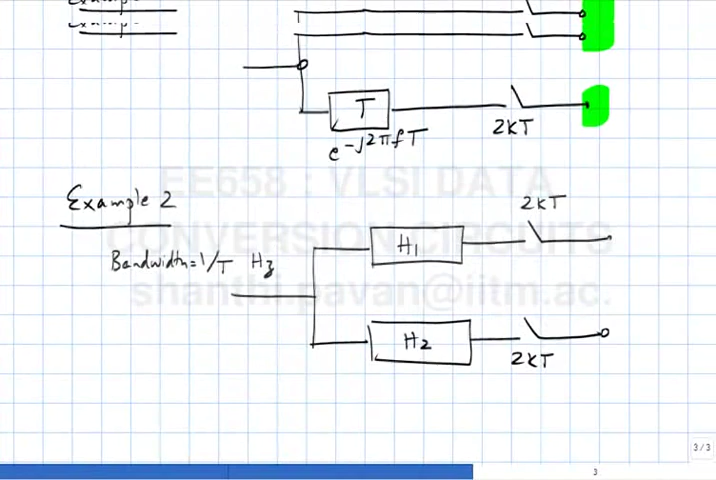 T
2KT
e^-j2πfT
EE658 : VLSI DATA
CONVERSION CIRCUITS
shanthi.pavan@iitm.ac.
Example 2
2KT
H1
Bandwidth=1/T Hz
H2
2KT
3/3
3